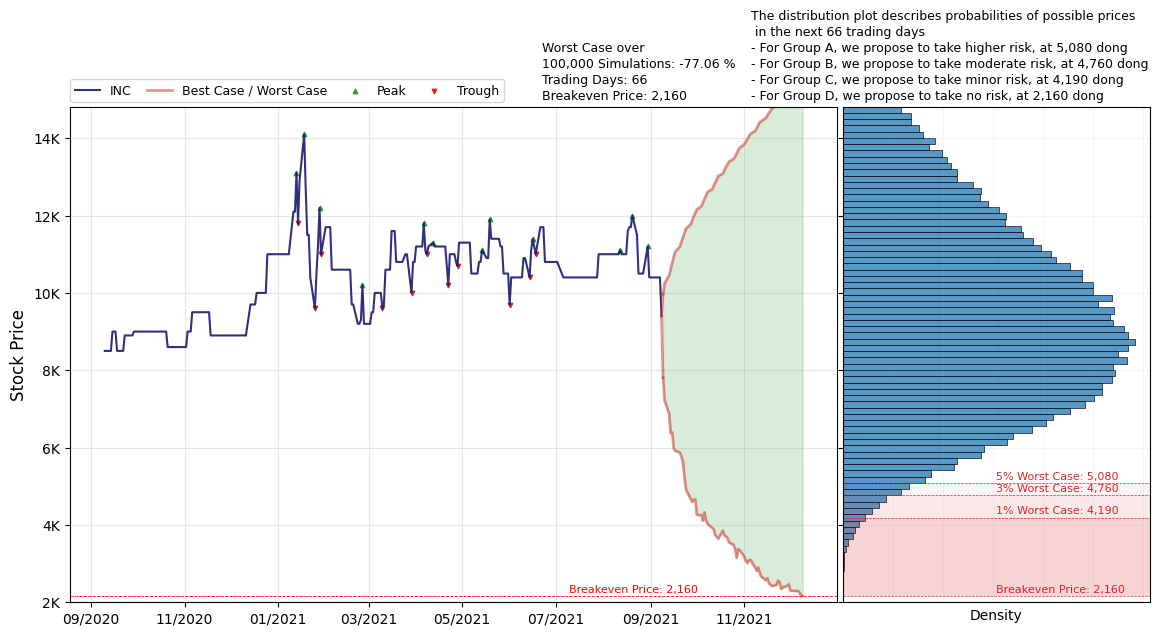 The distribution plot describes probabilities of possible prices
in the next 66 trading days
- For Group A, we propose to take higher risk, at 5,080 dong
- For Group B, we propose to take moderate risk, at 4,760 dong
- For Group C, we propose to take minor risk, at 4,190 dong
- For Group D, we propose to take no risk, at 2,160 dong
Worst Case over
100,000 Simulations: -77.06 %
Trading Days: 66
Breakeven Price: 2,160
INC
Best Case / Worst Case
Peak
Trough
Stock Price
14K
12K
10K
8K
6K
4K
2K
Breakeven Price: 2,160
09/2020
11/2020
01/2021
03/2021
05/2021
07/2021
09/2021
11/2021
5% Worst Case: 5,080
3% Worst Case: 4,760
1% Worst Case: 4,190
Breakeven Price: 2,160
Density